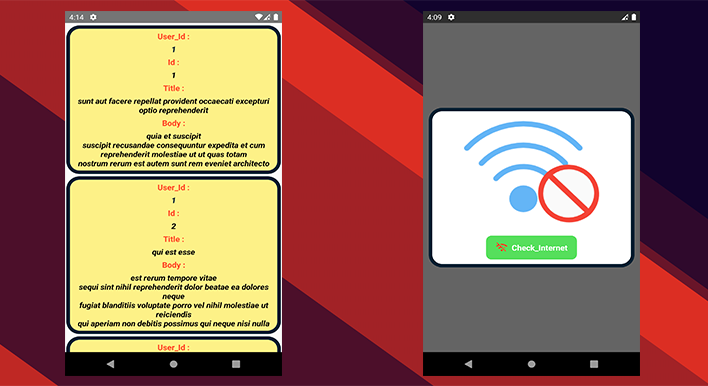 4:14
User_Id :
1
Id :
1
Title :
sunt aut facere repellat provident occaecati excepturi
optio reprehenderit
Body :
quia et suscipit
suscipit recusandae consequuntur expedita et cum
reprehenderit molestiae ut ut quas totam
nostrum rerum est autem sunt rem eveniet architecto
User_Id :
1
Id :
2
Title :
qui est esse
Body :
est rerum tempore vitae
sequi sint nihil reprehenderit dolor beatae ea dolores
neque
fugiat blanditiis voluptate porro vel nihil molestiae ut
reiciendis
qui aperiam non debitis possimus qui neque nisi nulla
User_Id :
4:09
Check_Internet